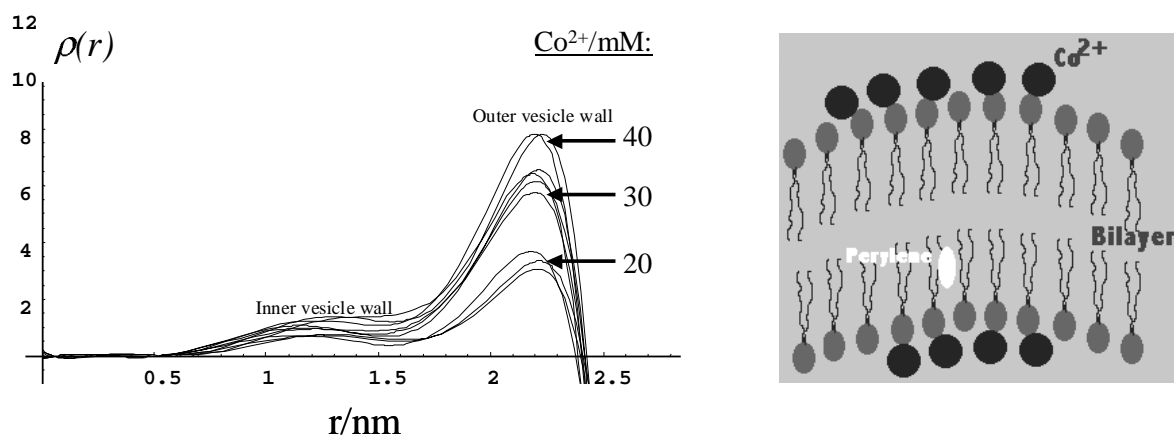 12
ρ(r)
Co²⁺/mM:
10
Outer vesicle wall
8
40
6
30
4
20
Inner vesicle wall
2
0.5 1 1.5 2 2.5
r/nm
Co²⁺
Bilayer
Perylene